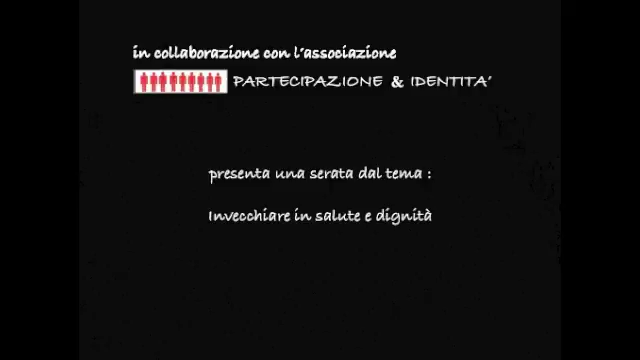 in collaborazione con l'associazione
PARTECIPAZIONE & IDENTITA'
presenta una serata dal tema :
Invecchiare in salute e dignità